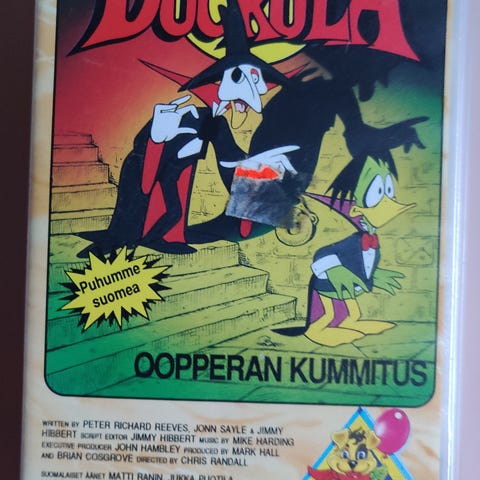 DUCKULA
Puhumme
suomea
OOPPERAN KUMMITUS
WRITTEN BY PETER RICHARD REEVES, JONN SAYLE & JIMMY
HIBBERT SCRIPT EDITOR JIMMY HIBBERT MUSIC BY MIKE HARDING
EXECUTIVE PRODUCER JOHN HAMBLEY PRODUCED BY MARK HALL
AND BRIAN COSGROVE DIRECTED BY CHRIS RANDALL
SUOMALAISET ÄÄNET MATTI RANIN, JUKKA PUOTILA